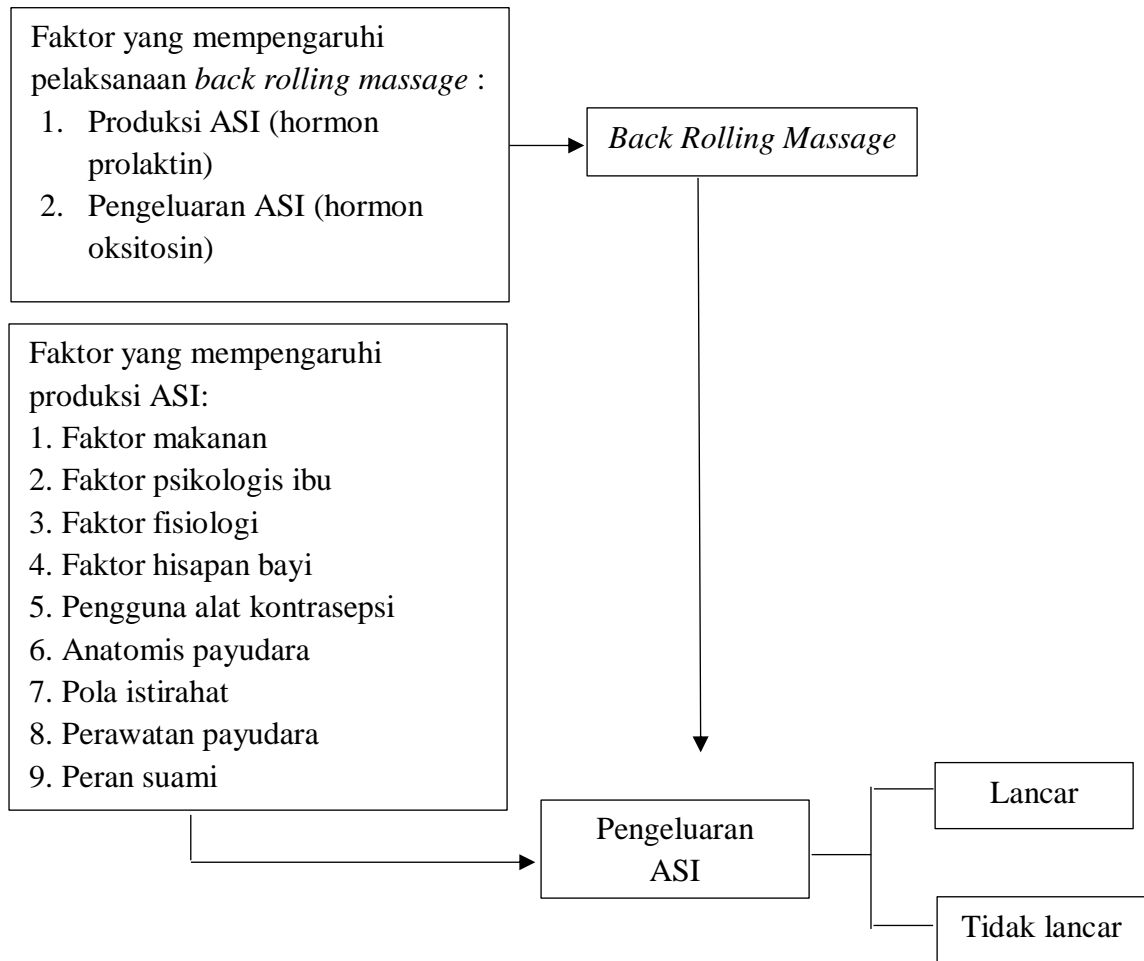 Faktor yang mempengaruhi
pelaksanaan back rolling massage :
1. Produksi ASI (hormon
prolaktin)
2. Pengeluaran ASI (hormon
oksitosin)
Back Rolling Massage
Faktor yang mempengaruhi
produksi ASI:
1. Faktor makanan
2. Faktor psikologis ibu
3. Faktor fisiologi
4. Faktor hisapan bayi
5. Pengguna alat kontrasepsi
6. Anatomis payudara
7. Pola istirahat
8. Perawatan payudara
9. Peran suami
Pengeluaran
ASI
Lancar
Tidak lancar